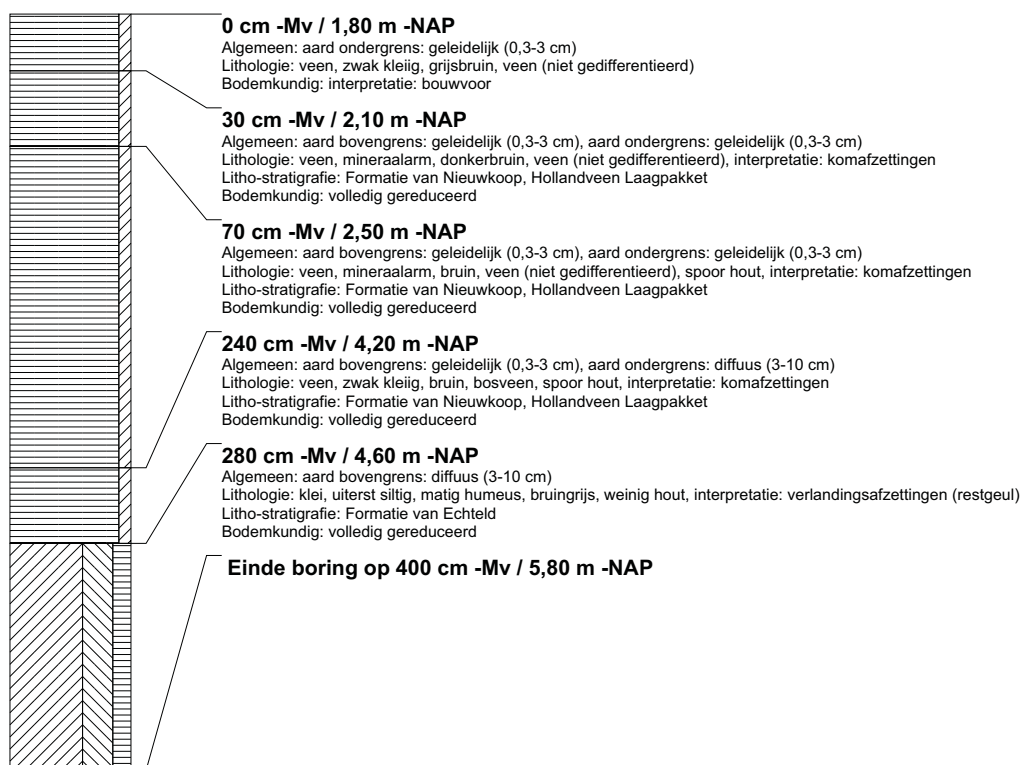 0 cm -Mv / 1,80 m -NAP
Algemeen: aard ondergrens: geleidelijk (0,3-3 cm)
Lithologie: veen, zwak kleiig, grijsbruin, veen (niet gedifferentieerd)
Bodemkundig: interpretatie: bouwvoor
30 cm -Mv / 2,10 m -NAP
Algemeen: aard bovengrens: geleidelijk (0,3-3 cm), aard ondergrens: geleidelijk (0,3-3 cm)
Lithologie: veen, mineraalarm, donkerbruin, veen (niet gedifferentieerd), interpretatie: komafzettingen
Litho-stratigrafie: Formatie van Nieuwkoop, Hollandveen Laagpakket
Bodemkundig: volledig gereduceerd
70 cm -Mv / 2,50 m -NAP
Algemeen: aard bovengrens: geleidelijk (0,3-3 cm), aard ondergrens: geleidelijk (0,3-3 cm)
Lithologie: veen, mineraalarm, bruin, veen (niet gedifferentieerd), spoor hout, interpretatie: komafzettingen
Litho-stratigrafie: Formatie van Nieuwkoop, Hollandveen Laagpakket
Bodemkundig: volledig gereduceerd
240 cm -Mv / 4,20 m -NAP
Algemeen: aard bovengrens: geleidelijk (0,3-3 cm), aard ondergrens: diffuus (3-10 cm)
Lithologie: veen, zwak kleiig, bruin, bosveen, spoor hout, interpretatie: komafzettingen
Litho-stratigrafie: Formatie van Nieuwkoop, Hollandveen Laagpakket
Bodemkundig: volledig gereduceerd
280 cm -Mv / 4,60 m -NAP
Algemeen: aard bovengrens: diffuus (3-10 cm)
Lithologie: klei, uiterst siltig, matig humeus, bruingrijs, weinig hout, interpretatie: verlandingsafzettingen (restgeul)
Litho-stratigrafie: Formatie van Echteld
Bodemkundig: volledig gereduceerd
Einde boring op 400 cm -Mv / 5,80 m -NAP